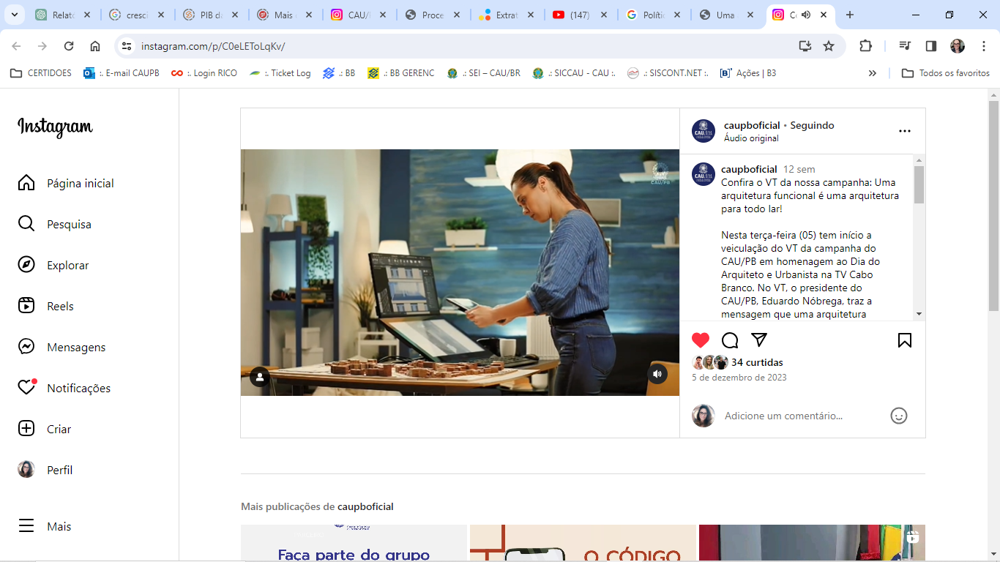 Relato
cresci
PIB da
Mais d
CAU/
Proce
Extrat
(147)
Políti
Uma
Co
instagram.com/p/C0eLEToLqKv/
CERTIDOES
:. E-mail CAUPB
:. Login RICO
:. Ticket Log
.: BB
.: BB GERENC
.: SEI – CAU/BR
.: SICCAU - CAU :.
.: SISCONT.NET :.
Ações | B3
Todos os favoritos
Instagram
Página inicial
Pesquisa
Explorar
Reels
Mensagens
Notificações
Criar
Perfil
Mais
CAU/PB
caupboficial • Seguindo
Áudio original
caupboficial 12 sem
Confira o VT da nossa campanha: Uma
arquitetura funcional é uma arquitetura
para todo lar!
Nesta terça-feira (05) tem início a
veiculação do VT da campanha do
CAU/PB em homenagem ao Dia do
Arquiteto e Urbanista na TV Cabo
Branco. No VT, o presidente do
CAU/PB, Eduardo Nóbrega, traz a
mensagem que uma arquitetura
34 curtidas
5 de dezembro de 2023
Adicione um comentário...
Mais publicações de caupboficial
Faça parte do grupo
O CÓDIGO